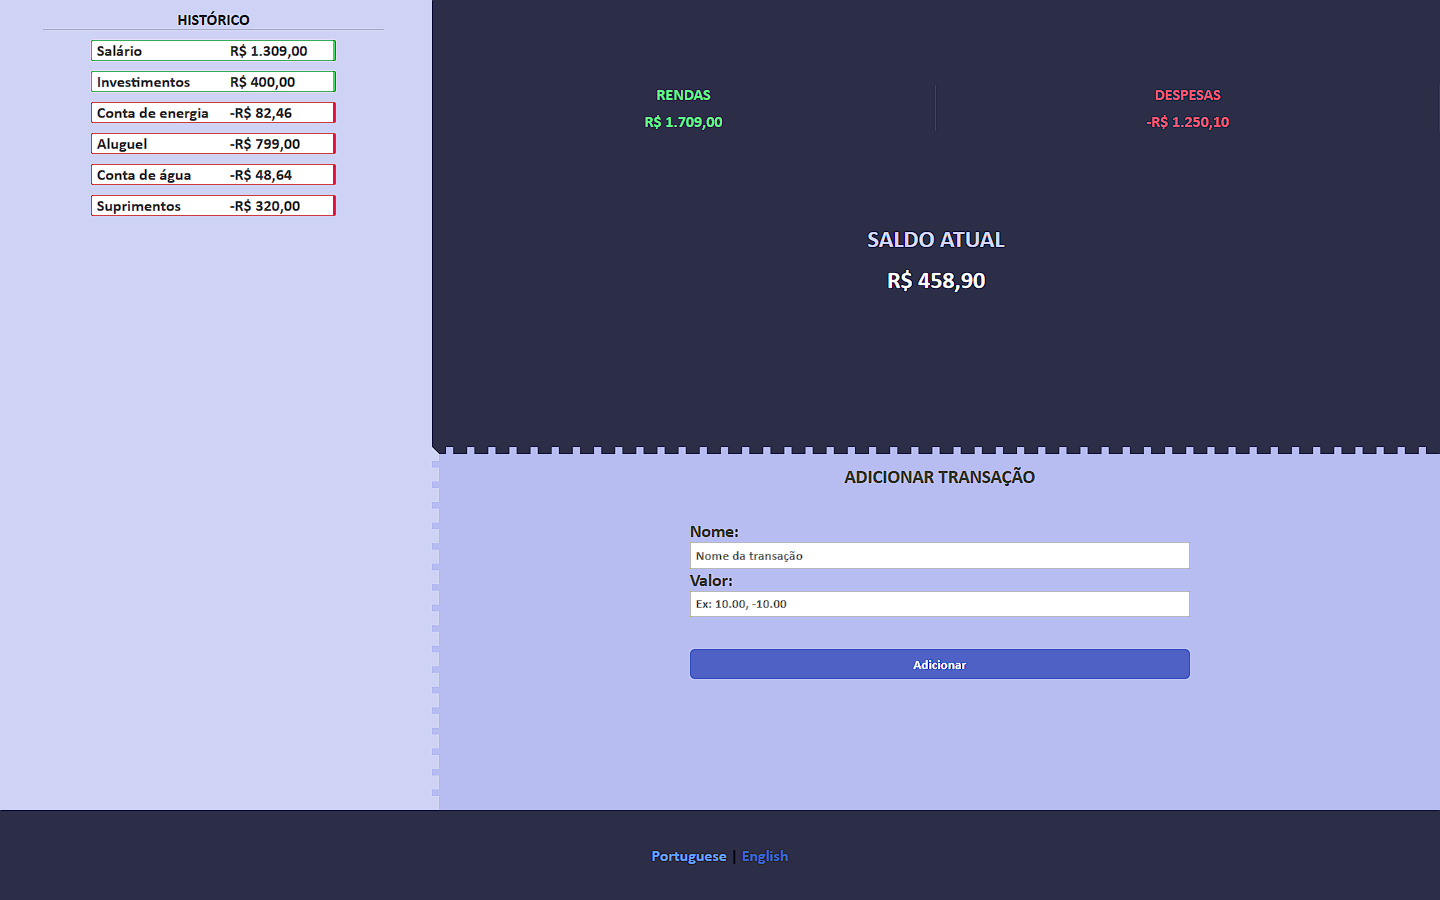 HISTÓRICO
Salário R$ 1.309,00
Investimentos R$ 400,00
Conta de energia -R$ 82,46
Aluguel -R$ 799,00
Conta de água -R$ 48,64
Suprimentos -R$ 320,00
RENDAS
R$ 1.709,00
DESPESAS
-R$ 1.250,10
SALDO ATUAL
R$ 458,90
ADICIONAR TRANSAÇÃO
Nome:
Nome da transação
Valor:
Ex: 10.00, -10.00
Adicionar
Portuguese | English